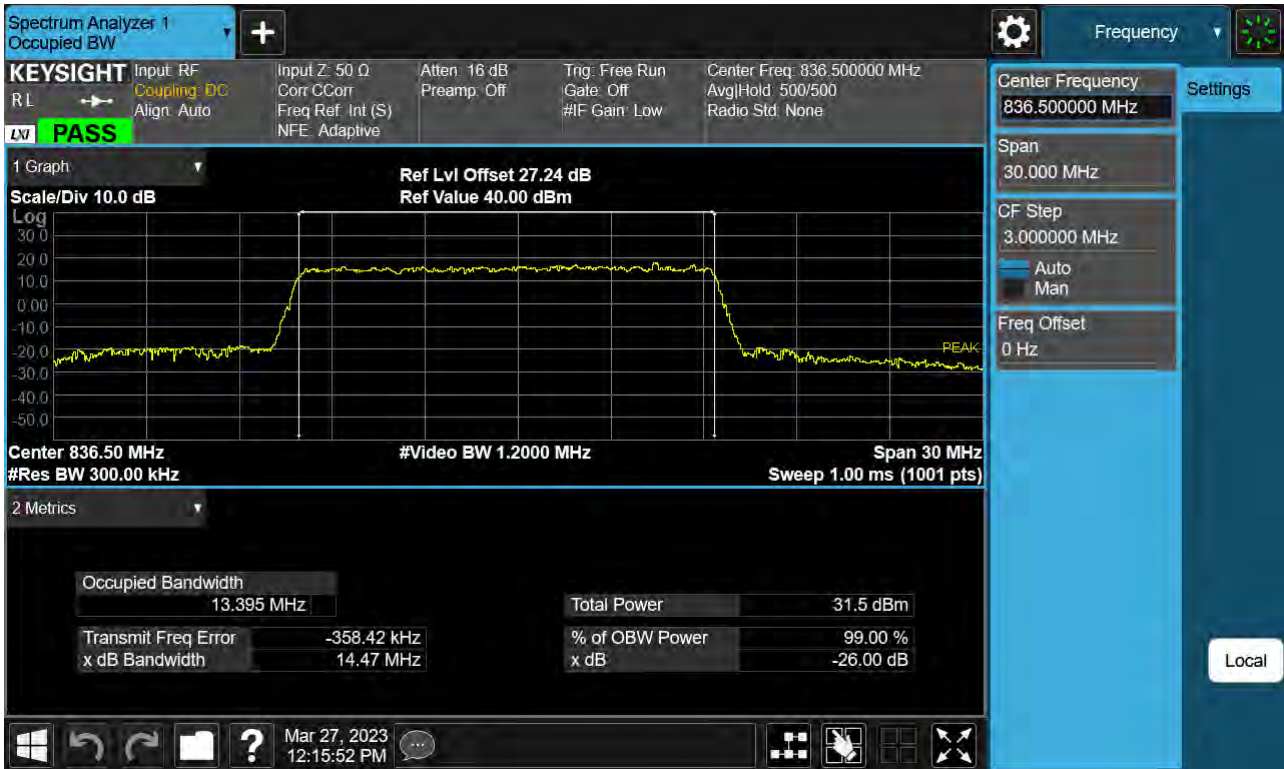 Spectrum Analyzer 1
Occupied BW
+
Frequency
KEYSIGHT
R L
LXI
PASS
Input: RF
Coupling: DC
Align: Auto
Input Z: 50 Ω
Corr CCorr
Freq Ref: Int (S)
NFE: Adaptive
Atten: 16 dB
Preamp: Off
Trig: Free Run
Gate: Off
#IF Gain: Low
Center Freq: 836.500000 MHz
Avg|Hold: 500/500
Radio Std: None
Center Frequency
836.500000 MHz
Settings
Span
30.000 MHz
CF Step
3.000000 MHz
Auto
Man
Freq Offset
0 Hz
1 Graph
Scale/Div 10.0 dB
Ref Lvl Offset 27.24 dB
Ref Value 40.00 dBm
Log
30.0
20.0
10.0
0.00
-10.0
-20.0
-30.0
-40.0
-50.0
PEAK
Center 836.50 MHz
#Video BW 1.2000 MHz
Span 30 MHz
#Res BW 300.00 kHz
Sweep 1.00 ms (1001 pts)
2 Metrics
Occupied Bandwidth
13.395 MHz
Total Power 31.5 dBm
Transmit Freq Error -358.42 kHz
% of OBW Power 99.00 %
x dB Bandwidth 14.47 MHz
x dB -26.00 dB
Local
?
Mar 27, 2023
12:15:52 PM